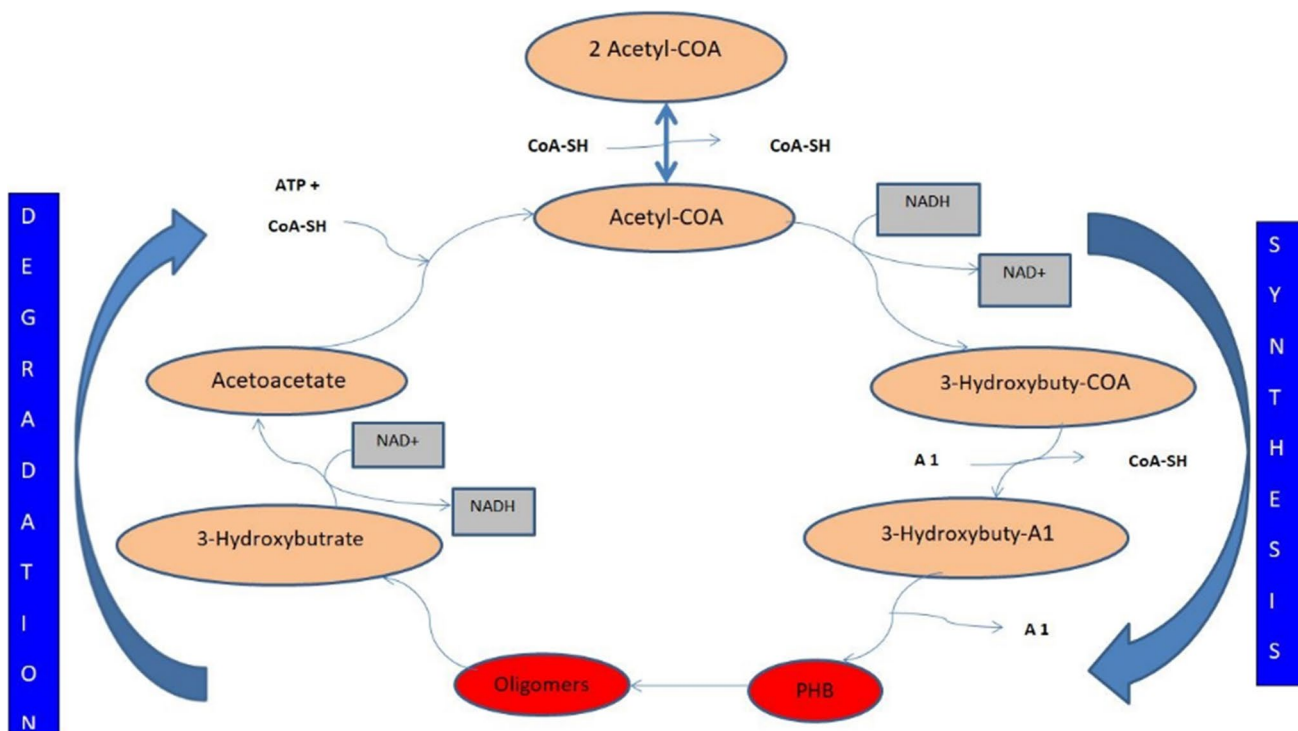 2 Acetyl-COA
CoA-SH
CoA-SH
ATP +
CoA-SH
Acetyl-COA
NADH
NAD+
DEGRADATION
SYNTHESIS
Acetoacetate
3-Hydroxybuty-COA
NAD+
NADH
A 1
CoA-SH
3-Hydroxybutrate
3-Hydroxybuty-A1
A 1
Oligomers
PHB